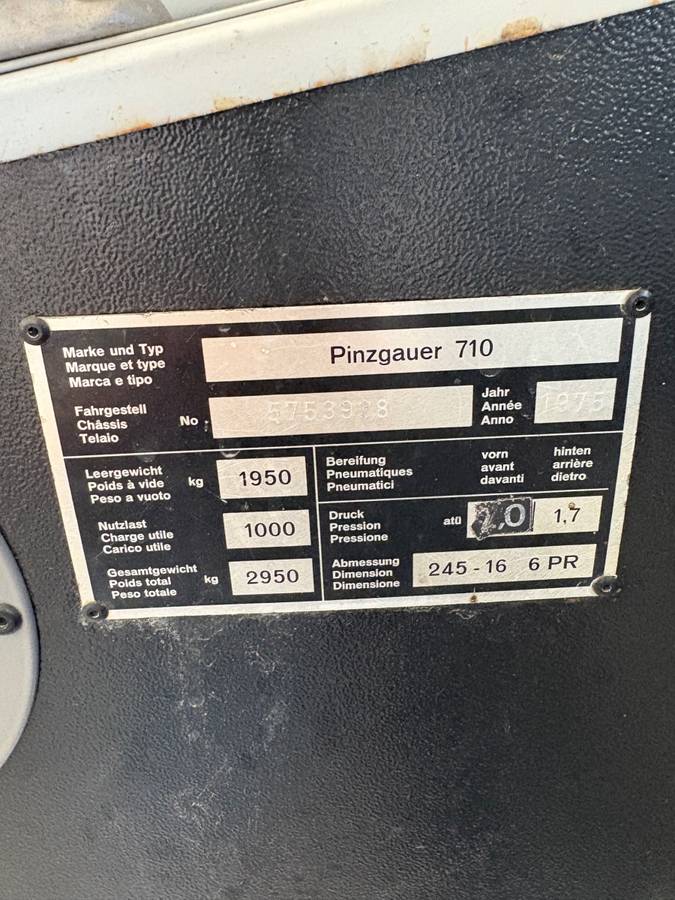 Marke und Typ
Marque et type
Marca e tipo
Pinzgauer 710
Fahrgestell
Châssis
Telaio
No
Jahr
Année
Anno
1975
Leergewicht
Poids à vide
Peso a vuoto
kg
1950
Nutzlast
Charge utile
Carico utile
1000
Gesamtgewicht
Poids total
Peso totale
kg
2950
Bereifung
Pneumatiques
Pneumatici
vorn
avant
davanti
hinten
arrière
dietro
Druck
Pression
Pressione
atü
2,0
1,7
Abmessung
Dimension
Dimensione
245-16 6 PR